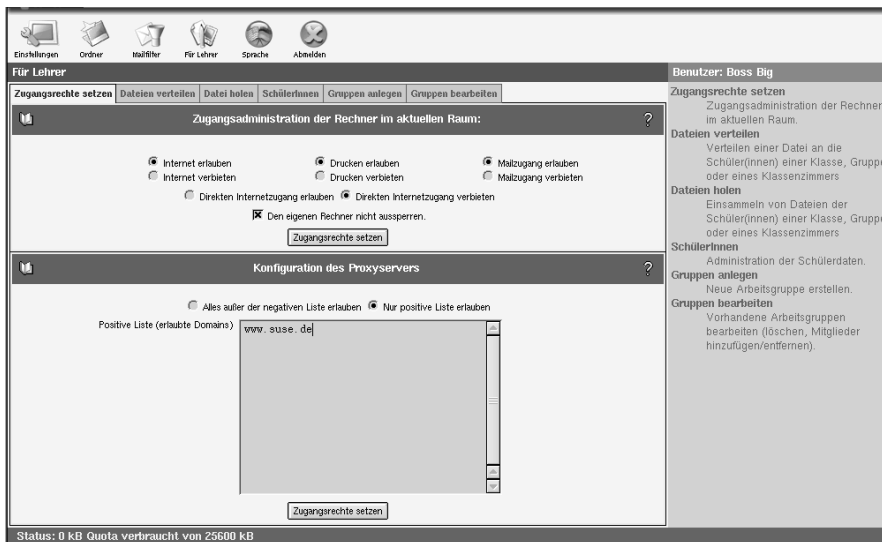 Einstellungen Ordner Mailfilter Für Lehrer Sprache Abmelden
Für Lehrer
Zugangsrechte setzen Dateien verteilen Datei holen SchülerInnen Gruppen anlegen Gruppen bearbeiten
Zugangsadministration der Rechner im aktuellen Raum: ?
Internet erlauben Drucken erlauben Mailzugang erlauben
Internet verbieten Drucken verbieten Mailzugang verbieten
Direkten Internetzugang erlauben Direkten Internetzugang verbieten
Den eigenen Rechner nicht aussperren.
Zugangsrechte setzen
Konfiguration des Proxyservers ?
Alles außer der negativen Liste erlauben Nur positive Liste erlauben
Positive Liste (erlaubte Domains) www.suse.de
Zugangsrechte setzen
Benutzer: Boss Big
Zugangsrechte setzen
Zugangsadministration der Rechner
im aktuellen Raum.
Dateien verteilen
Verteilen einer Datei an die
Schüler(innen) einer Klasse, Gruppe
oder eines Klassenzimmers
Dateien holen
Einsammeln von Dateien der
Schüler(innen) einer Klasse, Gruppe
oder eines Klassenzimmers
SchülerInnen
Administration der Schülerdaten.
Gruppen anlegen
Neue Arbeitsgruppe erstellen.
Gruppen bearbeiten
Vorhandene Arbeitsgruppen
bearbeiten (löschen, Mitglieder
hinzufügen/entfernen).
Status: 0 kB Quota verbraucht von 25600 kB